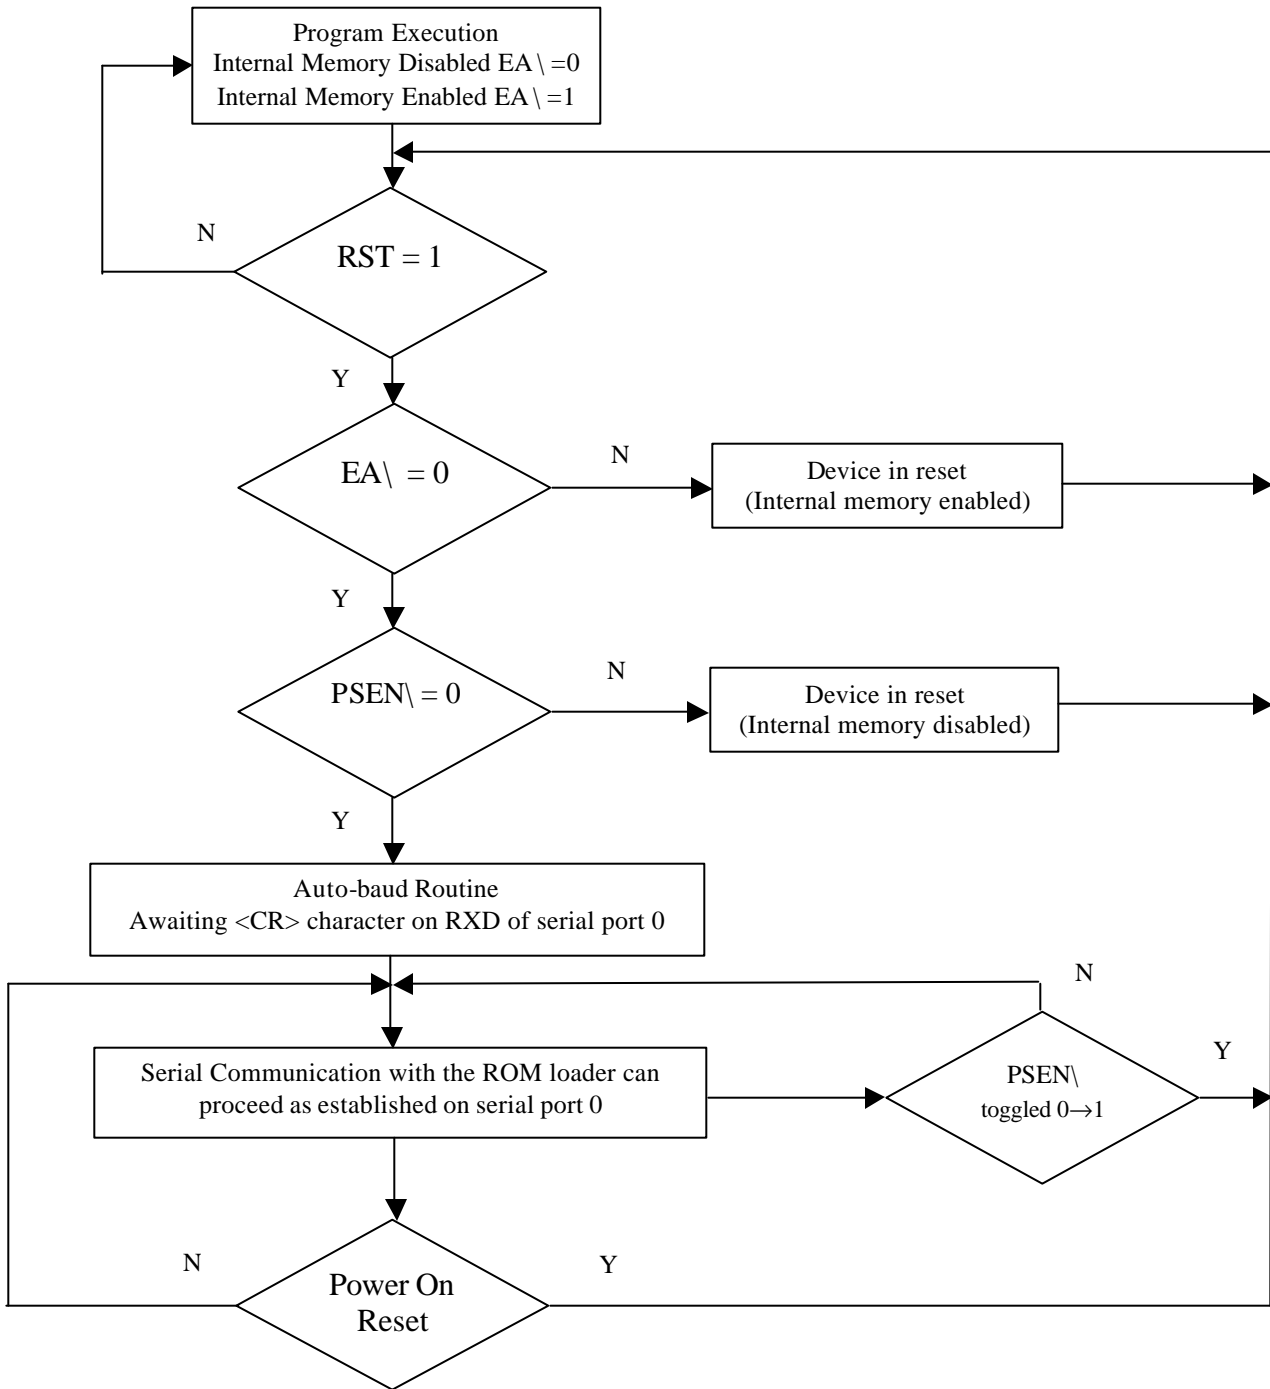 Program Execution
Internal Memory Disabled EA\ =0
Internal Memory Enabled EA\ =1
N
RST = 1
Y
EA\ = 0
N
Device in reset
(Internal memory enabled)
Y
PSEN\ = 0
N
Device in reset
(Internal memory disabled)
Y
Auto-baud Routine
Awaiting <CR> character on RXD of serial port 0
N
Serial Communication with the ROM loader can
proceed as established on serial port 0
PSEN\
toggled 0→1
Y
N
Power On
Reset
Y